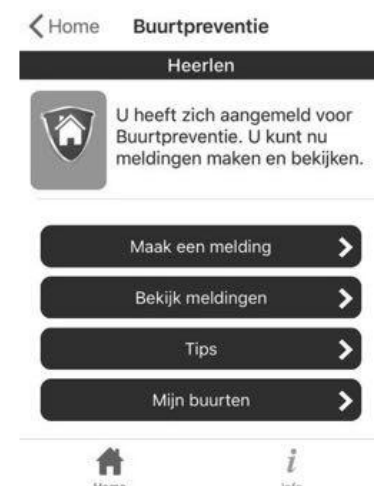 Home Buurtpreventie
Heerlen
U heeft zich aangemeld voor
Buurtpreventie. U kunt nu
meldingen maken en bekijken.
Maak een melding
Bekijk meldingen
Tips
Mijn buurten